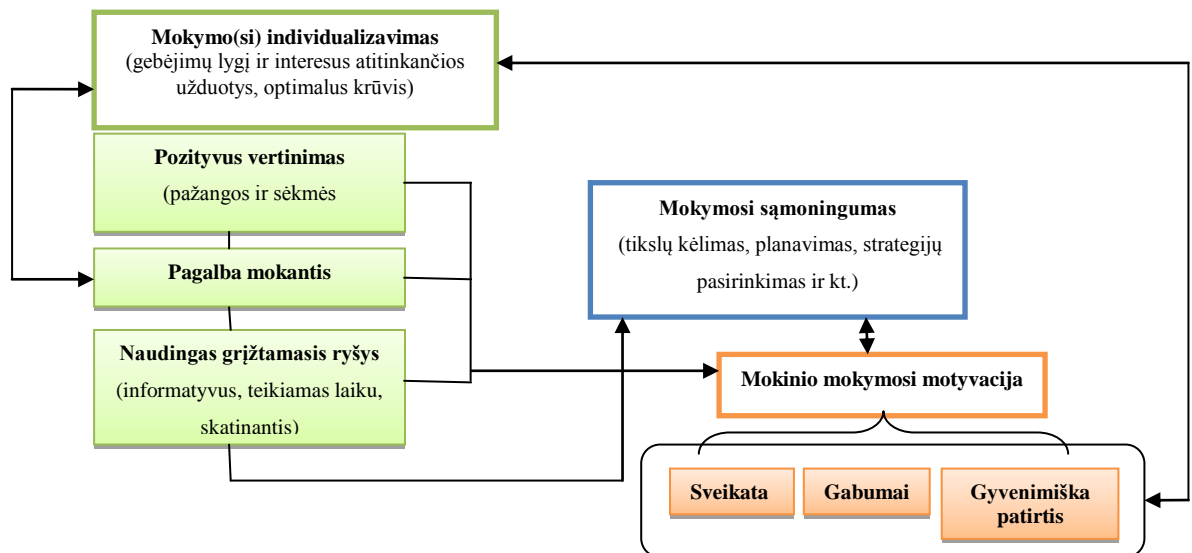 Mokymo(si) individualizavimas
(gebėjimų lygį ir interesus atitinkančios
užduotys, optimalus krūvis)
Pozityvus vertinimas
(pažangos ir sėkmės
Pagalba mokantis
Naudingas grįžtamasis ryšys
(informatyvus, teikiamas laiku,
skatinantis)
Mokymosi sąmoningumas
(tikslų kėlimas, planavimas, strategijų
pasirinkimas ir kt.)
Mokinio mokymosi motyvacija
Sveikata
Gabumai
Gyvenimiška
patirtis